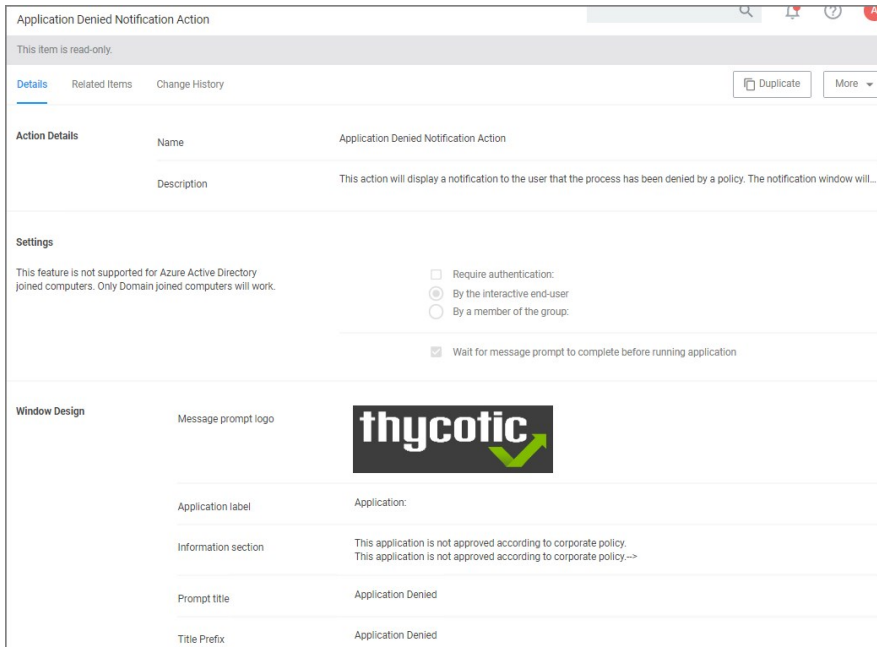 Application Denied Notification Action
A
This item is read-only.
Details Related Items Change History Duplicate More
Action Details
Name Application Denied Notification Action
Description This action will display a notification to the user that the process has been denied by a policy. The notification window will...
Settings
This feature is not supported for Azure Active Directory
joined computers. Only Domain joined computers will work.
Require authentication:
By the interactive end-user
By a member of the group:
Wait for message prompt to complete before running application
Window Design
Message prompt logo
thycotic
Application label Application:
Information section This application is not approved according to corporate policy.
This application is not approved according to corporate policy.-->
Prompt title Application Denied
Title Prefix Application Denied